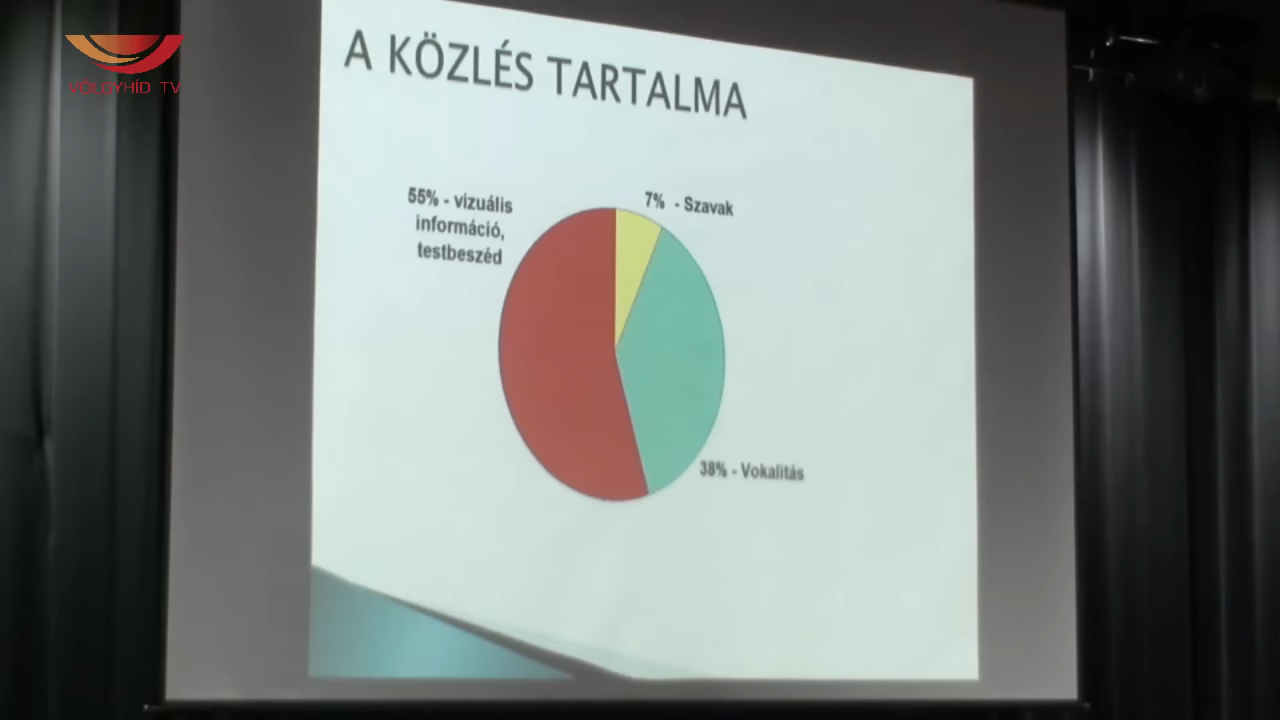 VÖLGYHÍD TV
A KÖZLÉS TARTALMA
55% - vizuális
információ,
testbeszéd
7% - Szavak
38% - Vokalitás